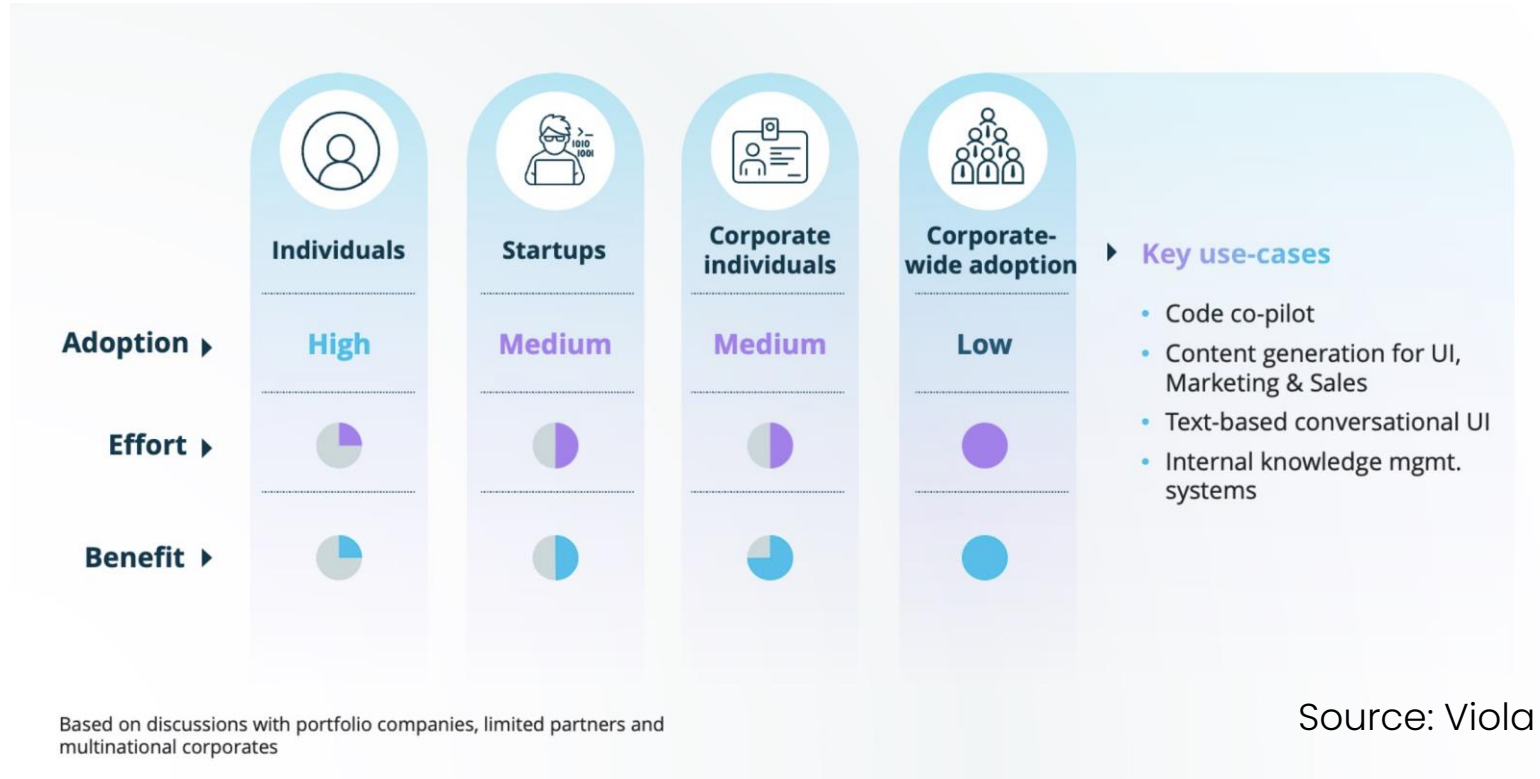 >_
1010
1001
Individuals
Startups
Corporate
individuals
Corporate-
wide adoption
Key use-cases
Adoption
High
Medium
Medium
Low
Effort
Benefit
• Code co-pilot
• Content generation for UI,
Marketing & Sales
• Text-based conversational UI
• Internal knowledge mgmt.
systems
Based on discussions with portfolio companies, limited partners and
multinational corporates
Source: Viola